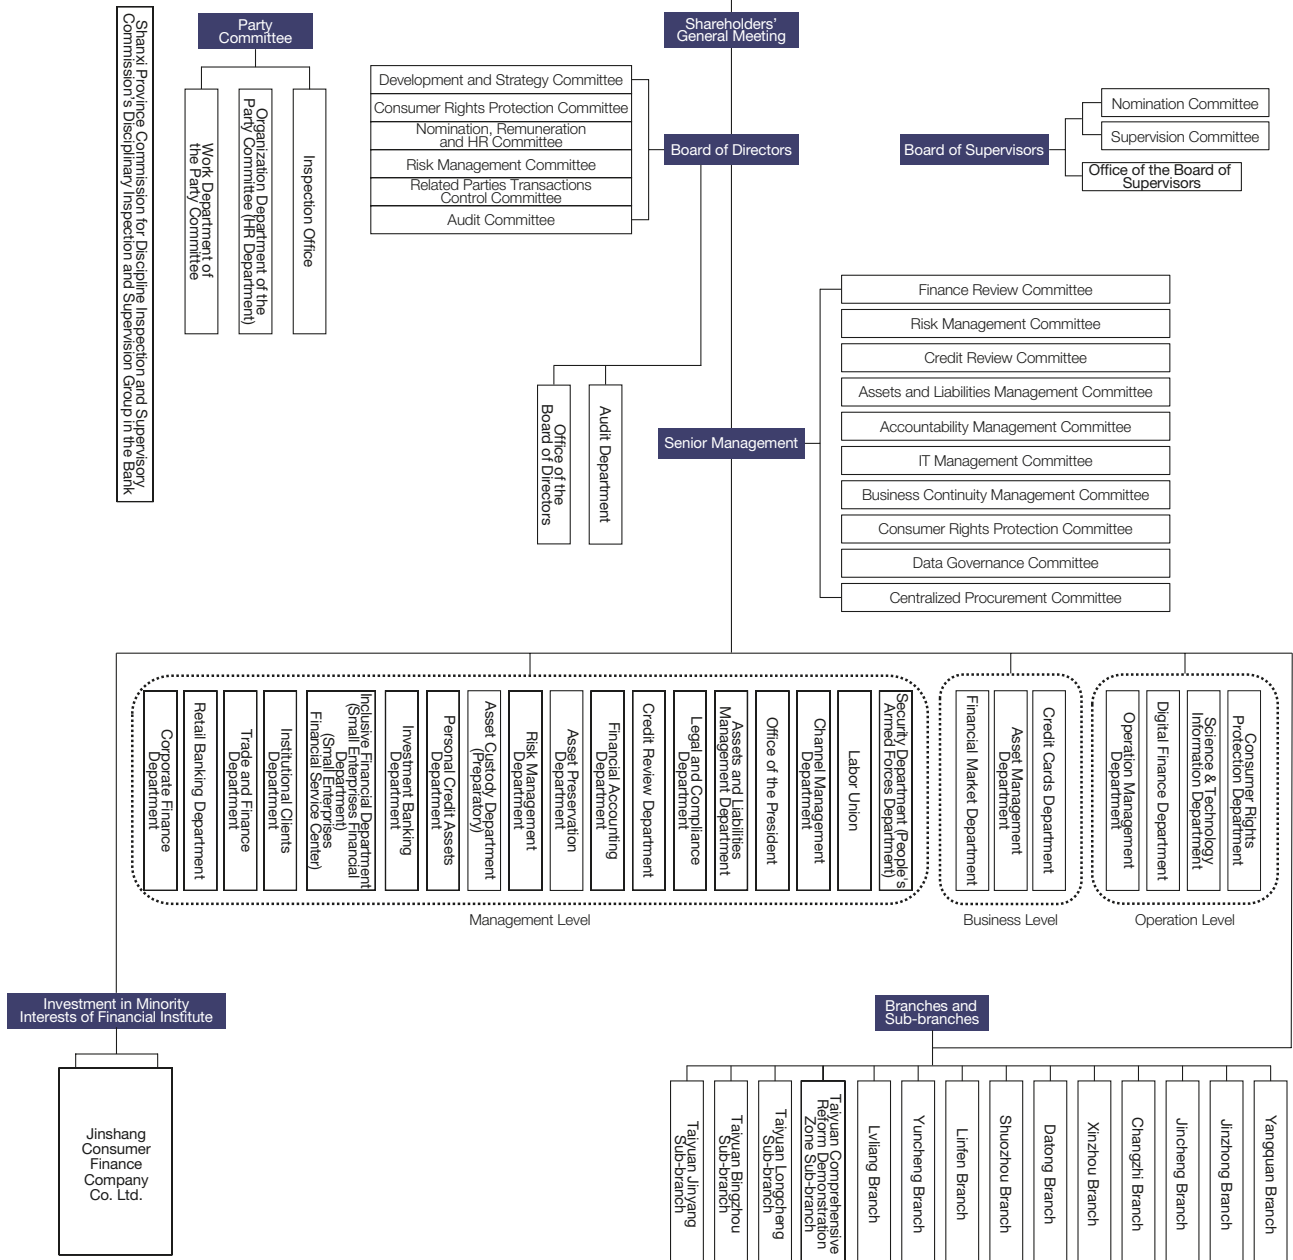 Shareholders'
General Meeting
Party
Committee
Shanxi Province Commission for Discipline Inspection and Supervisory
Commission's Disciplinary Inspection and Supervision Group in the Bank
Work Department of
the Party Committee
Organization Department of the
Party Committee (HR Department)
Inspection Office
Development and Strategy Committee
Consumer Rights Protection Committee
Nomination, Remuneration
and HR Committee
Risk Management Committee
Related Parties Transactions
Control Committee
Audit Committee
Board of Directors
Board of Supervisors
Nomination Committee
Supervision Committee
Office of the Board of
Supervisors
Office of the
Board of Directors
Audit Department
Senior Management
Finance Review Committee
Risk Management Committee
Credit Review Committee
Assets and Liabilities Management Committee
Accountability Management Committee
IT Management Committee
Business Continuity Management Committee
Consumer Rights Protection Committee
Data Governance Committee
Centralized Procurement Committee
Corporate Finance
Department
Retail Banking Department
Trade and Finance
Department
Institutional Clients
Department
Inclusive Financial Department
(Small Enterprises Financial
Department)
(Small Enterprises
Financial Service Center)
Investment Banking
Department
Personal Credit Assets
Department
Asset Custody Department
(Preparatory)
Risk Management
Department
Asset Preservation
Department
Financial Accounting
Department
Credit Review Department
Legal and Compliance
Department
Assets and Liabilities
Management Department
Office of the President
Channel Management
Department
Labor Union
Security Department (People's
Armed Forces Department)
Management Level
Financial Market Department
Asset Management
Department
Credit Cards Department
Business Level
Operation Management
Department
Digital Finance Department
Science & Technology
Information Department
Consumer Rights
Protection Department
Operation Level
Investment in Minority
Interests of Financial Institute
Jinshang
Consumer
Finance
Company
Co. Ltd.
Branches and
Sub-branches
Taiyuan Jinyang
Sub-branch
Taiyuan Bingzhou
Sub-branch
Taiyuan Longcheng
Sub-branch
Taiyuan Comprehensive
Reform Demonstration
Zone Sub-branch
Lvliang Branch
Yuncheng Branch
Linfen Branch
Shuozhou Branch
Datong Branch
Xinzhou Branch
Changzhi Branch
Jincheng Branch
Jinzhong Branch
Yangquan Branch